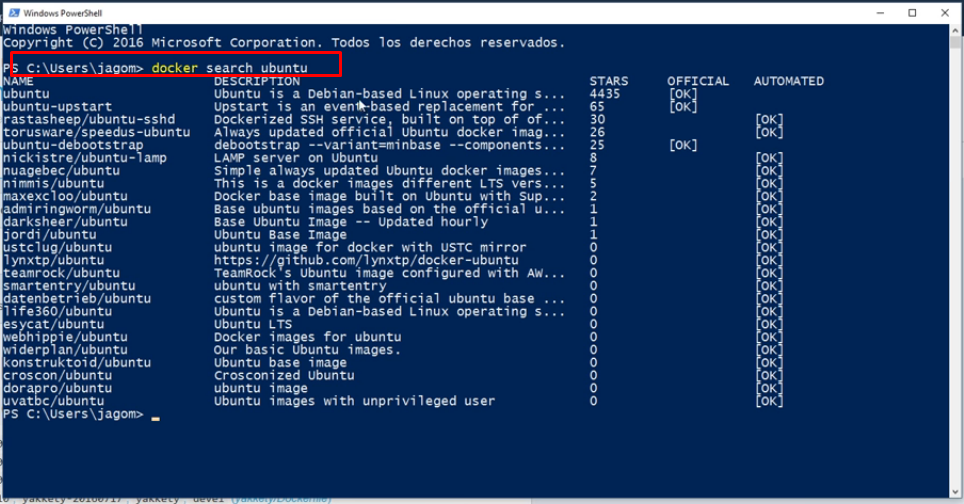 Windows PowerShell
Windows PowerShell
Copyright (C) 2016 Microsoft Corporation. Todos los derechos reservados.
PS C:\Users\jagom> docker search ubuntu
NAME DESCRIPTION STARS OFFICIAL AUTOMATED
ubuntu Ubuntu is a Debian-based Linux operating s... 4435 [OK]
ubuntu-upstart Upstart is an event-based replacement for ... 65 [OK]
rastasheep/ubuntu-sshd Dockerized SSH service, built on top of of... 30 [OK]
torusware/speedus-ubuntu Always updated official Ubuntu docker imag... 26 [OK]
ubuntu-debootstrap debootstrap --variant=minbase --components... 25 [OK]
nickistre/ubuntu-lamp LAMP server on Ubuntu 8 [OK]
nuagebec/ubuntu Simple always updated Ubuntu docker images... 7 [OK]
nimmis/ubuntu This is a docker images different LTS vers... 5 [OK]
maxexcloo/ubuntu Docker base image built on Ubuntu with Sup... 2 [OK]
admiringworm/ubuntu Base ubuntu images based on the official u... 1 [OK]
darksheer/ubuntu Base Ubuntu Image -- Updated hourly 1 [OK]
jordi/ubuntu Ubuntu Base Image 1 [OK]
ustclug/ubuntu ubuntu image for docker with USTC mirror 0 [OK]
lynxtp/ubuntu https://github.com/lynxtp/docker-ubuntu 0 [OK]
teamrock/ubuntu TeamRock's Ubuntu image configured with AW... 0 [OK]
smartentry/ubuntu ubuntu with smartentry 0 [OK]
datenbetrieb/ubuntu custom flavor of the official ubuntu base ... 0 [OK]
life360/ubuntu Ubuntu is a Debian-based Linux operating s... 0 [OK]
esycat/ubuntu Ubuntu LTS 0 [OK]
webhippie/ubuntu Docker images for ubuntu 0 [OK]
widerplan/ubuntu Our basic Ubuntu images. 0 [OK]
konstruktoid/ubuntu Ubuntu base image 0 [OK]
croscon/ubuntu Crosconized Ubuntu 0 [OK]
dorapro/ubuntu ubuntu image 0 [OK]
uvatbc/ubuntu Ubuntu images with unprivileged user 0 [OK]
PS C:\Users\jagom>